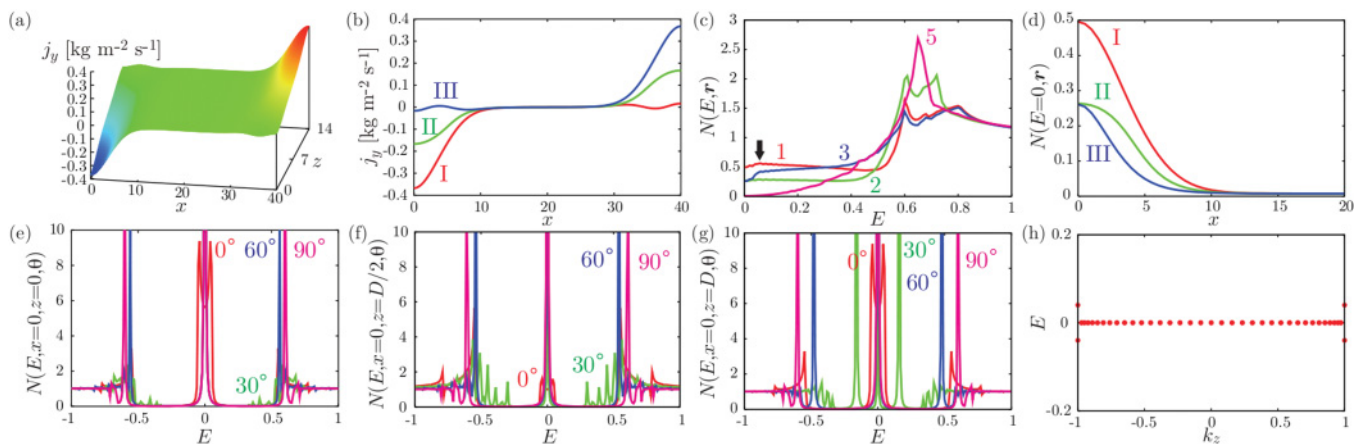 (a)
j_y [kg m⁻² s⁻¹]
0.4
0.3
0.2
0.1
0
-0.1
-0.2
-0.3
-0.4
0 10 20 30 40
x
0 7 14
z
(b)
j_y [kg m⁻² s⁻¹]
0.4
0.3
0.2
0.1
0
-0.1
-0.2
-0.3
-0.4
III
II
I
0 10 20 30 40
x
(c)
N(E,r)
3
2.5
2
1.5
1
0.5
0
5
1
3
2
0 0.2 0.4 0.6 0.8 1
E
(d)
N(E=0,r)
0.5
0.4
0.3
0.2
0.1
0
I
II
III
0 5 10 15 20
x
(e)
N(E,x=0,z=0,θ)
10
8
6
4
2
0
0° 60° 90°
30°
-1 -0.5 0 0.5 1
E
(f)
N(E,x=0,z=D/2,θ)
10
8
6
4
2
0
60° 90°
0° 30°
-1 -0.5 0 0.5 1
E
(g)
N(E,x=0,z=D,θ)
10
8
6
4
2
0
0° 30° 90°
60°
-1 -0.5 0 0.5 1
E
(h)
E
0.2
0
-0.2
-1 -0.5 0 0.5 1
k_z